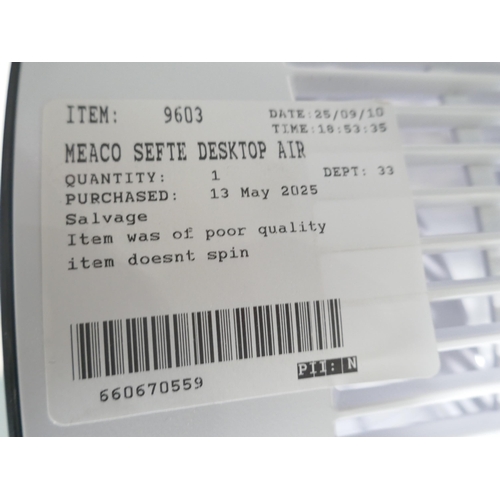 ITEM: 9603 DATE:25/09/10
TIME:18:53:35
MEACO SEFTE DESKTOP AIR
QUANTITY: 1 DEPT: 33
PURCHASED: 13 May 2025
Salvage
Item was of poor quality
item doesnt spin
660670559
PII: N